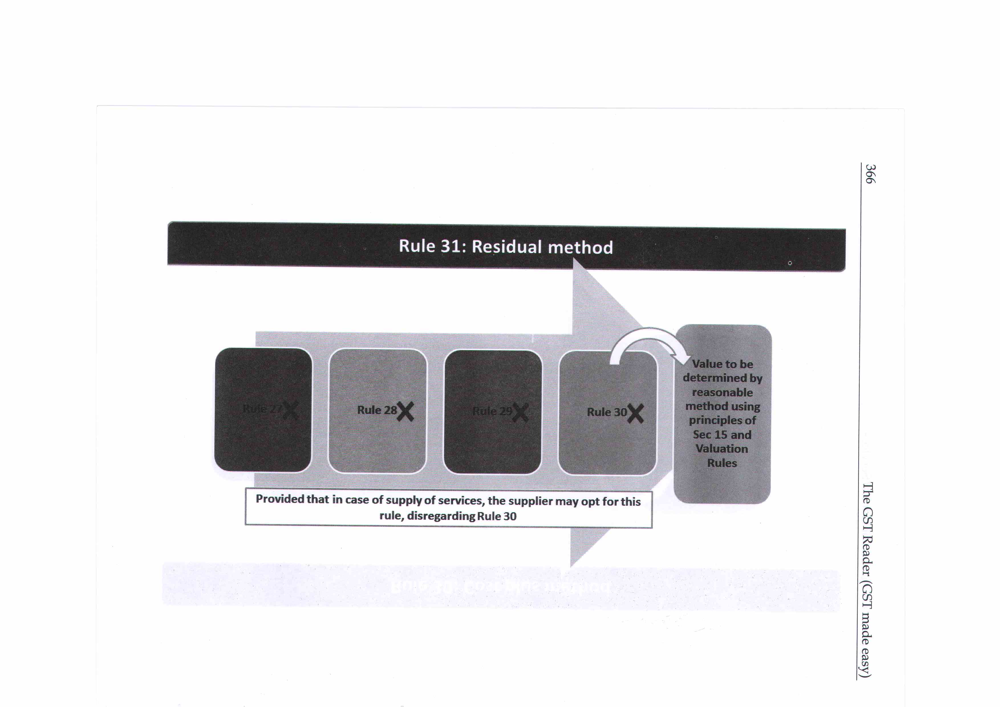 366
The GST Reader (GST made easy)
Rule 31: Residual method
Rule 27
Rule 28
Rule 29
Rule 30
Value to be
determined by
reasonable
method using
principles of
Sec 15 and
Valuation
Rules
Provided that in case of supply of services, the supplier may opt for this
rule, disregarding Rule 30